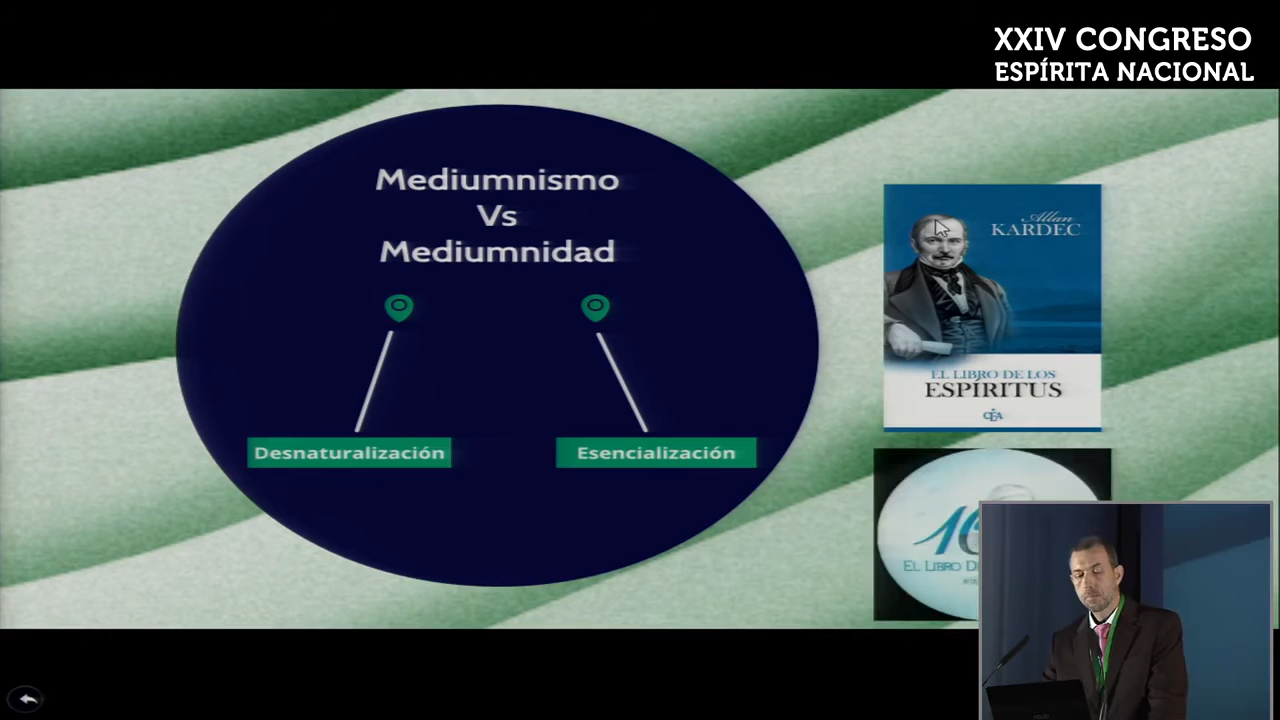 XXIV CONGRESO
ESPÍRITA NACIONAL
Mediumnismo
Vs
Mediumnidad
Desnaturalización
Esencialización
Allan
KARDEC
EL LIBRO DE LOS
ESPÍRITUS
CEA
EL LIBRO